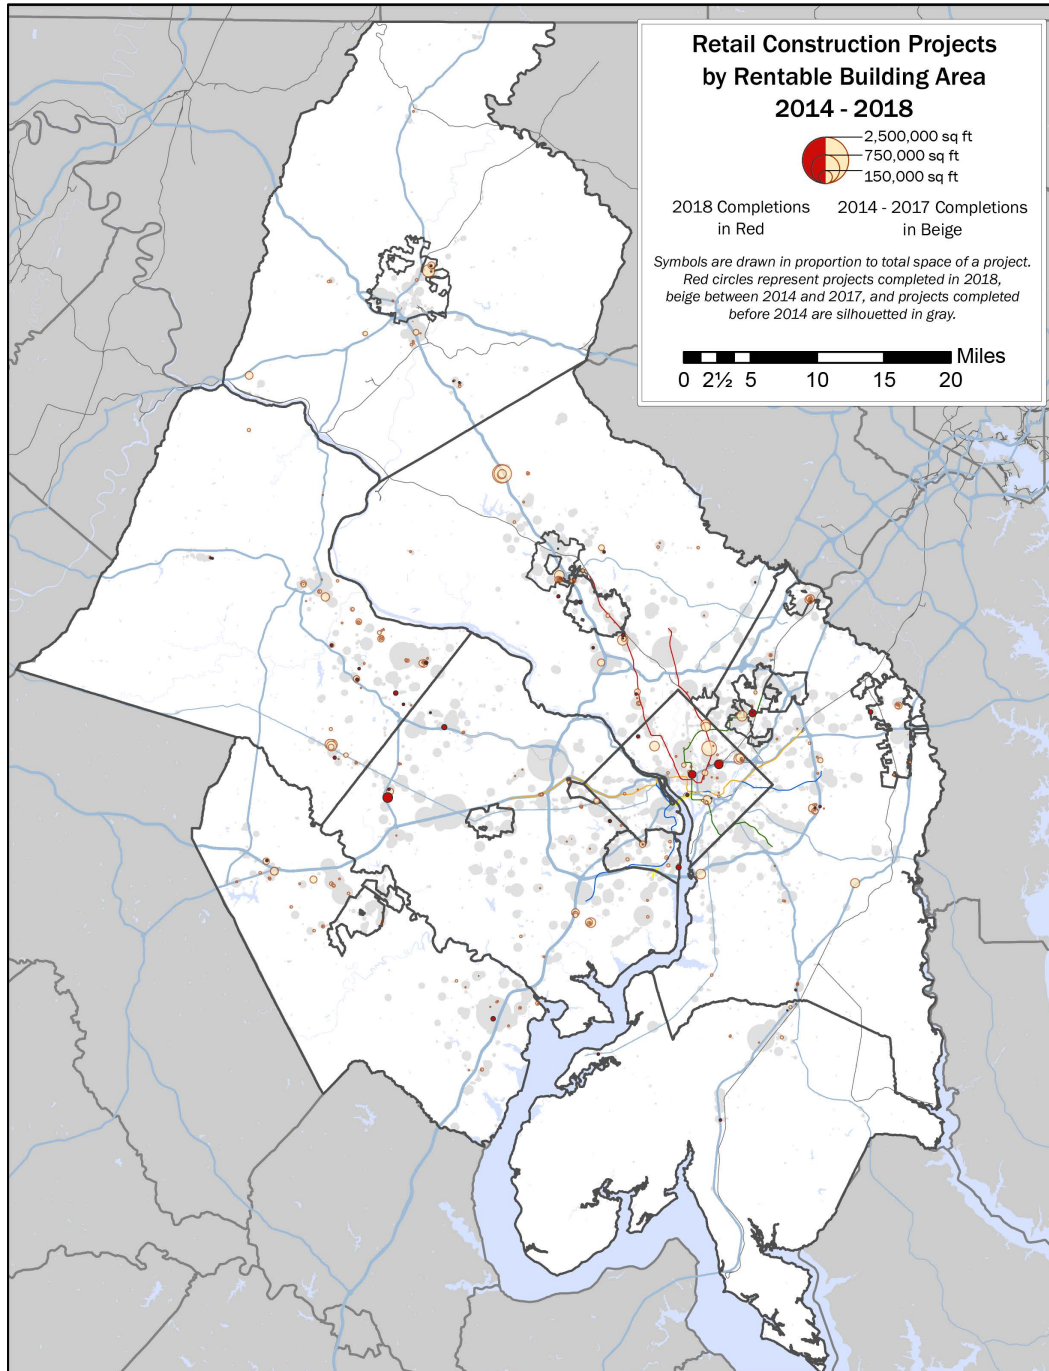 Retail Construction Projects
by Rentable Building Area
2014 - 2018
2,500,000 sq ft
750,000 sq ft
150,000 sq ft
2018 Completions
in Red
2014 - 2017 Completions
in Beige
Symbols are drawn in proportion to total space of a project.
Red circles represent projects completed in 2018,
beige between 2014 and 2017, and projects completed
before 2014 are silhouetted in gray.
Miles
0 2½ 5 10 15 20